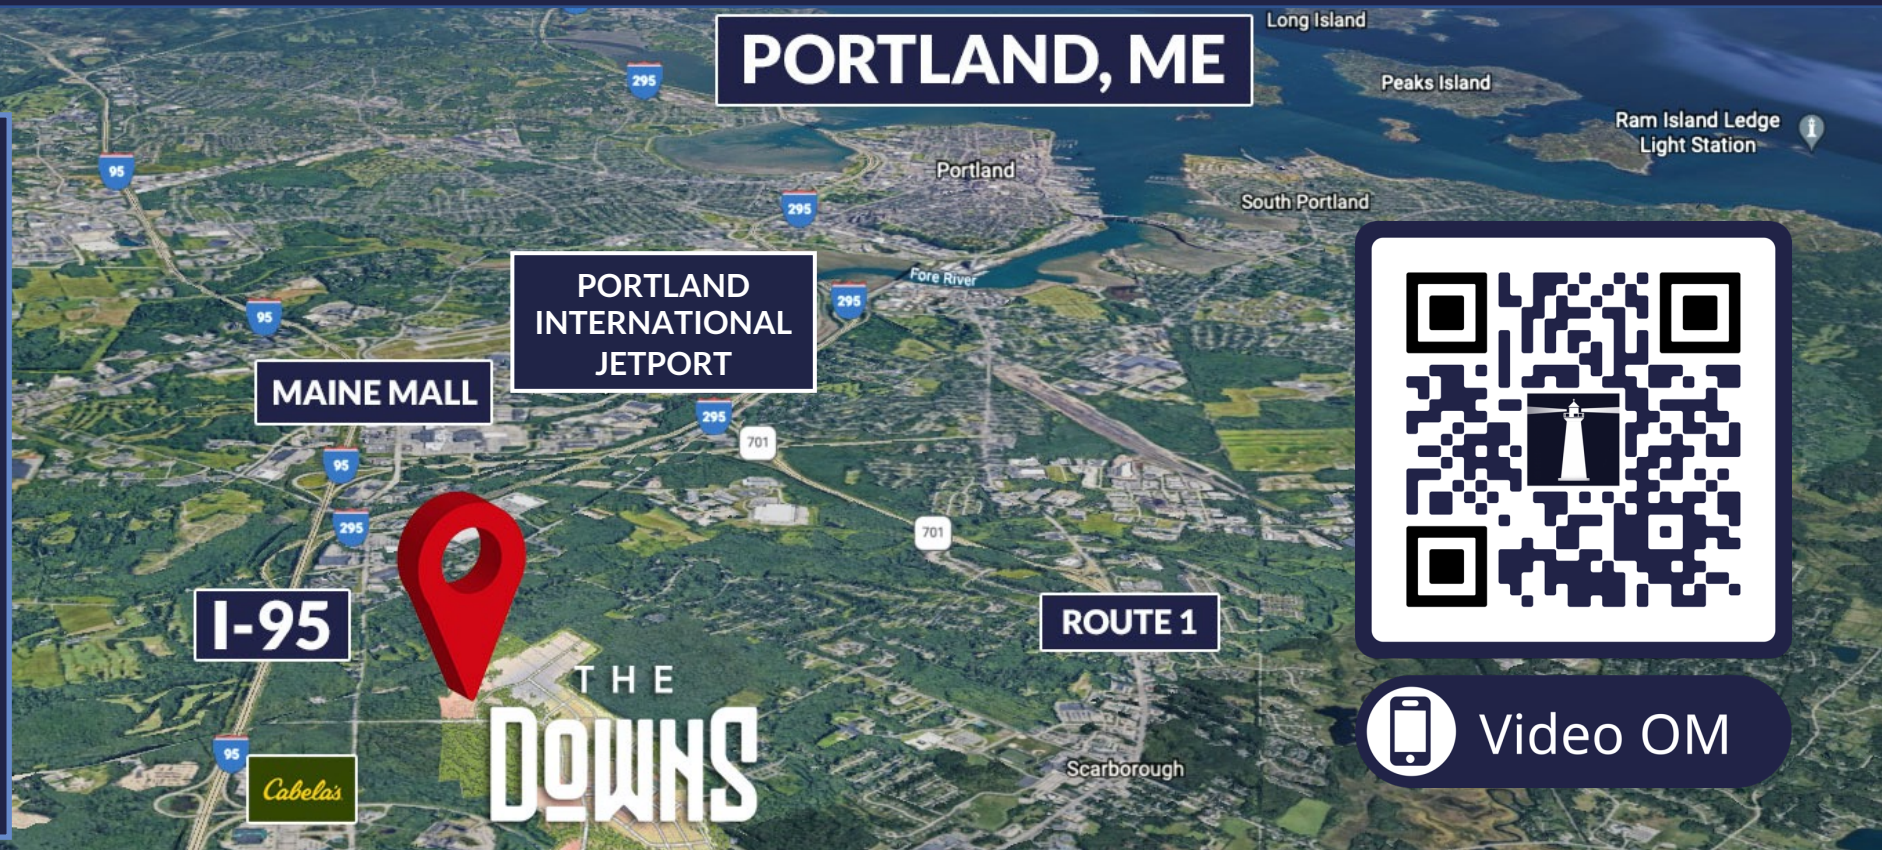 PORTLAND, ME
Long Island
Peaks Island
Ram Island Ledge
Light Station
295
95
Portland
295
South Portland
PORTLAND
INTERNATIONAL
JETPORT
Fore River
295
95
MAINE MALL
295
701
95
295
701
I-95
ROUTE 1
THE
DOWNS
95
Cabela's
Scarborough
Video OM